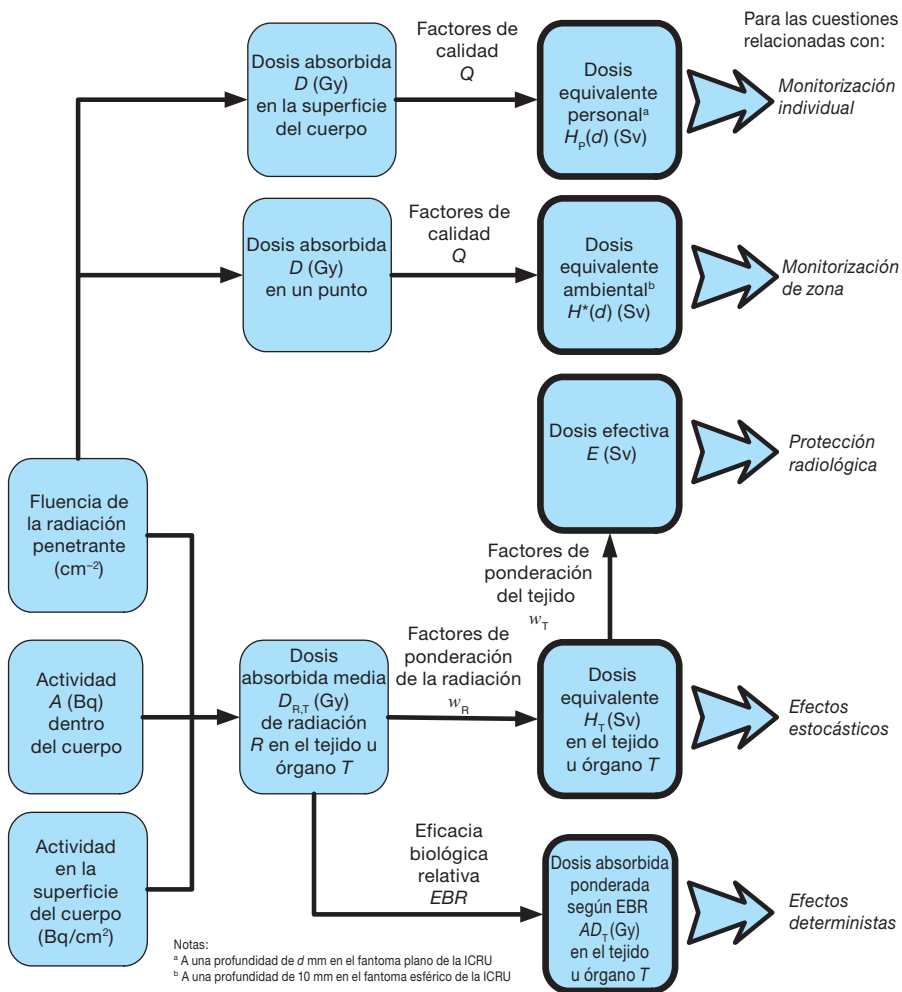 Para las cuestiones
relacionadas con:
Dosis absorbida
D (Gy)
en la superficie
del cuerpo
Factores de
calidad
Q
Dosis
equivalente
personalᵃ
H_P(d) (Sv)
Monitorización
individual
Dosis absorbida
D (Gy)
en un punto
Factores de
calidad
Q
Dosis
equivalente
ambientalᵇ
H*(d) (Sv)
Monitorización
de zona
Dosis efectiva
E (Sv)
Protección
radiológica
Fluencia de
la radiación
penetrante
(cm⁻²)
Factores de
ponderación
del tejido
w_T
Actividad
A (Bq)
dentro
del cuerpo
Dosis
absorbida media
D_R,T (Gy)
de radiación
R en el tejido u
órgano T
Factores de
ponderación
de la radiación
w_R
Dosis
equivalente
H_T (Sv)
en el tejido
u órgano T
Efectos
estocásticos
Actividad
en la
superficie
del cuerpo
(Bq/cm²)
Eficacia
biológica
relativa
EBR
Dosis absorbida
ponderada
según EBR
AD_T (Gy)
en el tejido
u órgano T
Efectos
deterministas
Notas:
ᵃ A una profundidad de d mm en el fantoma plano de la ICRU
ᵇ A una profundidad de 10 mm en el fantoma esférico de la ICRU